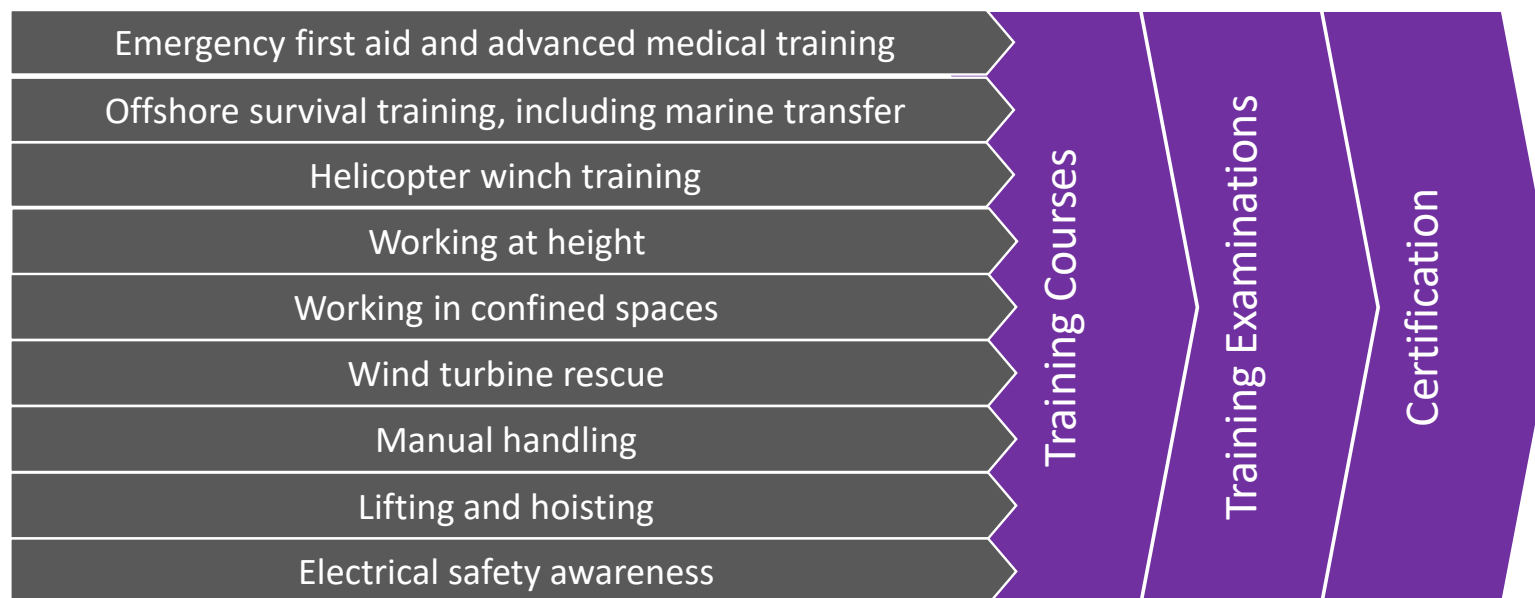 Emergency first aid and advanced medical training
Offshore survival training, including marine transfer
Helicopter winch training
Working at height
Working in confined spaces
Wind turbine rescue
Manual handling
Lifting and hoisting
Electrical safety awareness
Training Courses
Training Examinations
Certification